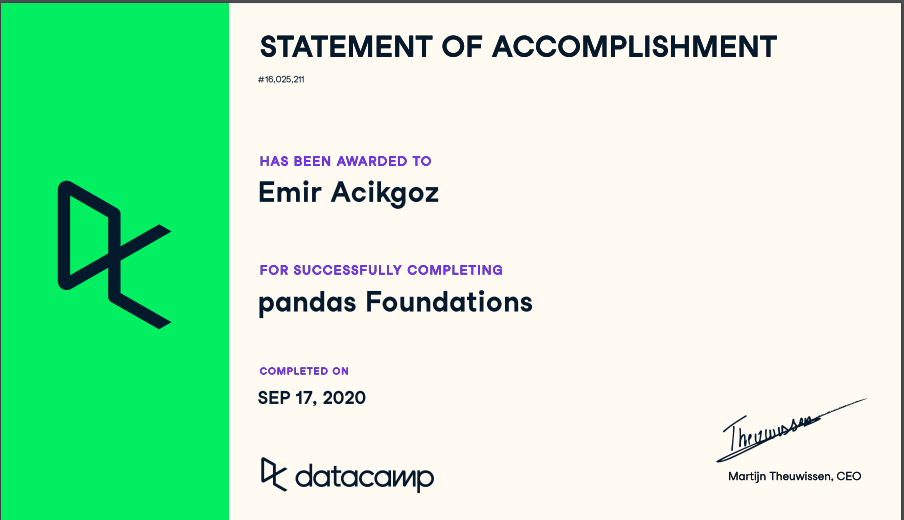 STATEMENT OF ACCOMPLISHMENT
#16,025,211
HAS BEEN AWARDED TO
Emir Acikgoz
FOR SUCCESSFULLY COMPLETING
pandas Foundations
COMPLETED ON
SEP 17, 2020
Theuwissen
datacamp
Martijn Theuwissen, CEO